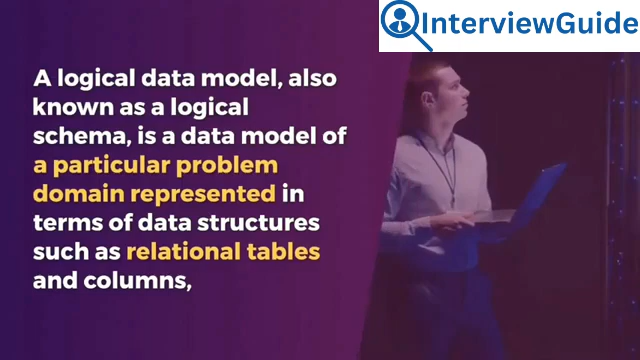 InterviewGuide
A logical data model, also
known as a logical
schema, is a data model of
a particular problem
domain represented in
terms of data structures
such as relational tables
and columns,